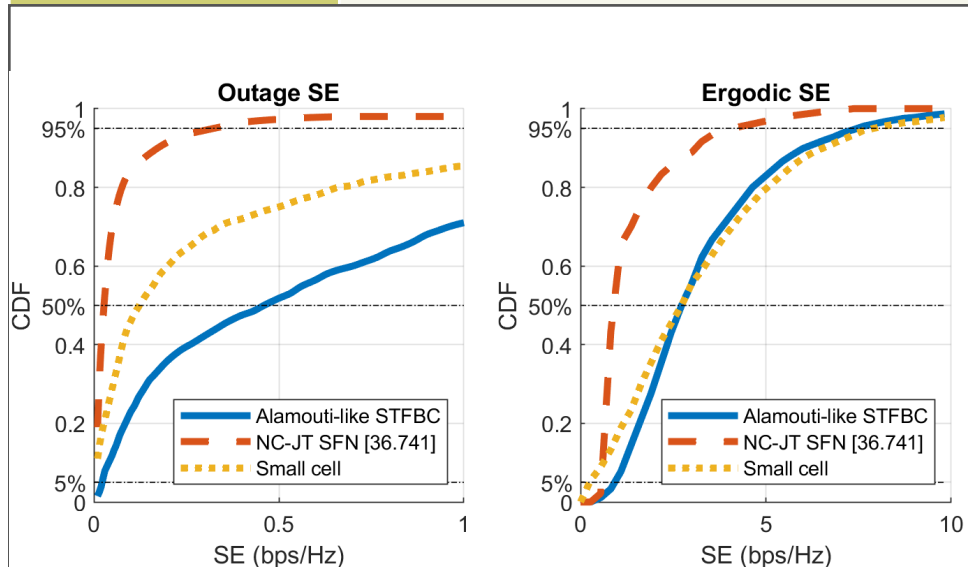 Outage SE
1
95%
0.8
0.6
50%
0.4
0.2
5%
0
CDF
Alamouti-like STFBC
NC-JT SFN [36.741]
Small cell
0 0.5 1
SE (bps/Hz)
Ergodic SE
1
95%
0.8
0.6
50%
0.4
0.2
5%
0
CDF
Alamouti-like STFBC
NC-JT SFN [36.741]
Small cell
0 5 10
SE (bps/Hz)